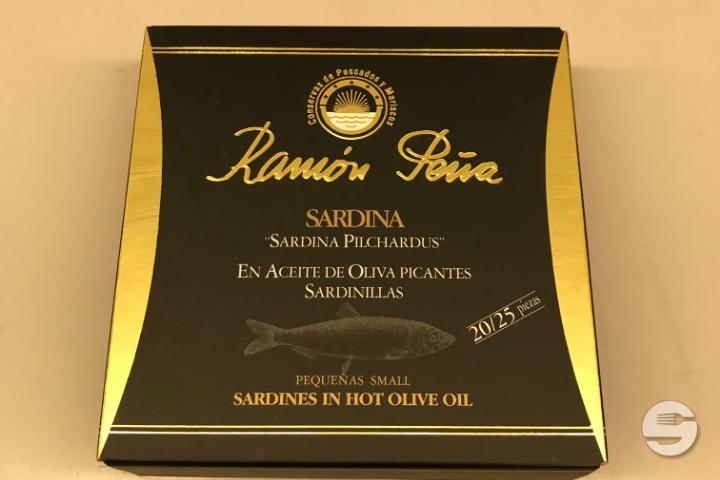 Conservas de Pescados y Mariscos
Ramón Peña
SARDINA
"SARDINA PILCHARDUS"
EN ACEITE DE OLIVA PICANTES
SARDINILLAS
20/25 piezas
PEQUEÑAS SMALL
SARDINES IN HOT OLIVE OIL